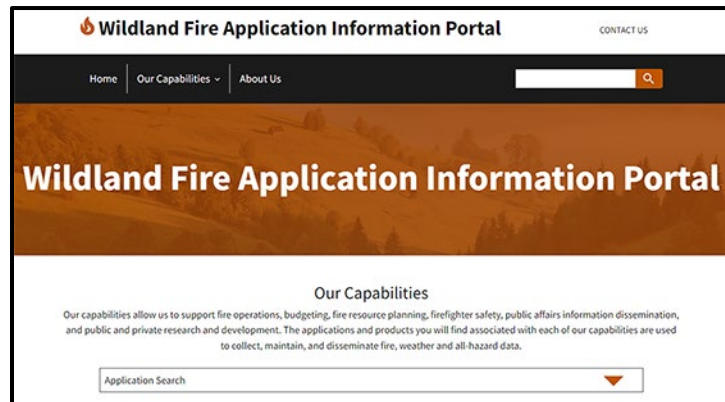 Wildland Fire Application Information Portal
CONTACT US
Home
Our Capabilities
About Us
Wildland Fire Application Information Portal
Our Capabilities
Our capabilities allow us to support fire operations, budgeting, fire resource planning, firefighter safety, public affairs information dissemination,
and public and private research and development. The applications and products you will find associated with each of our capabilities are used
to collect, maintain, and disseminate fire, weather and all-hazard data.
Application Search